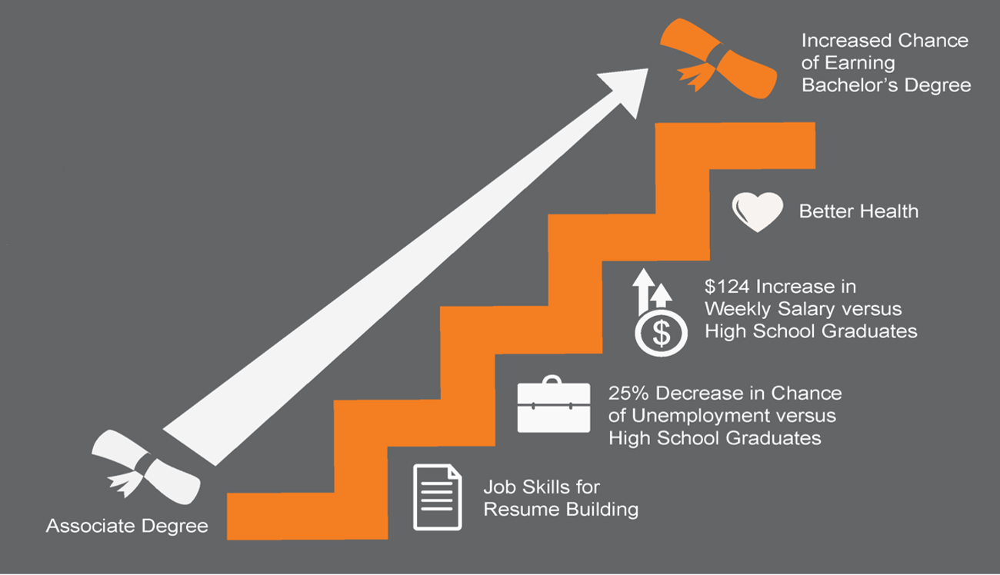 Increased Chance
of Earning
Bachelor’s Degree
Better Health
$124 Increase in
Weekly Salary versus
High School Graduates
$
25% Decrease in Chance
of Unemployment versus
High School Graduates
Job Skills for
Resume Building
Associate Degree